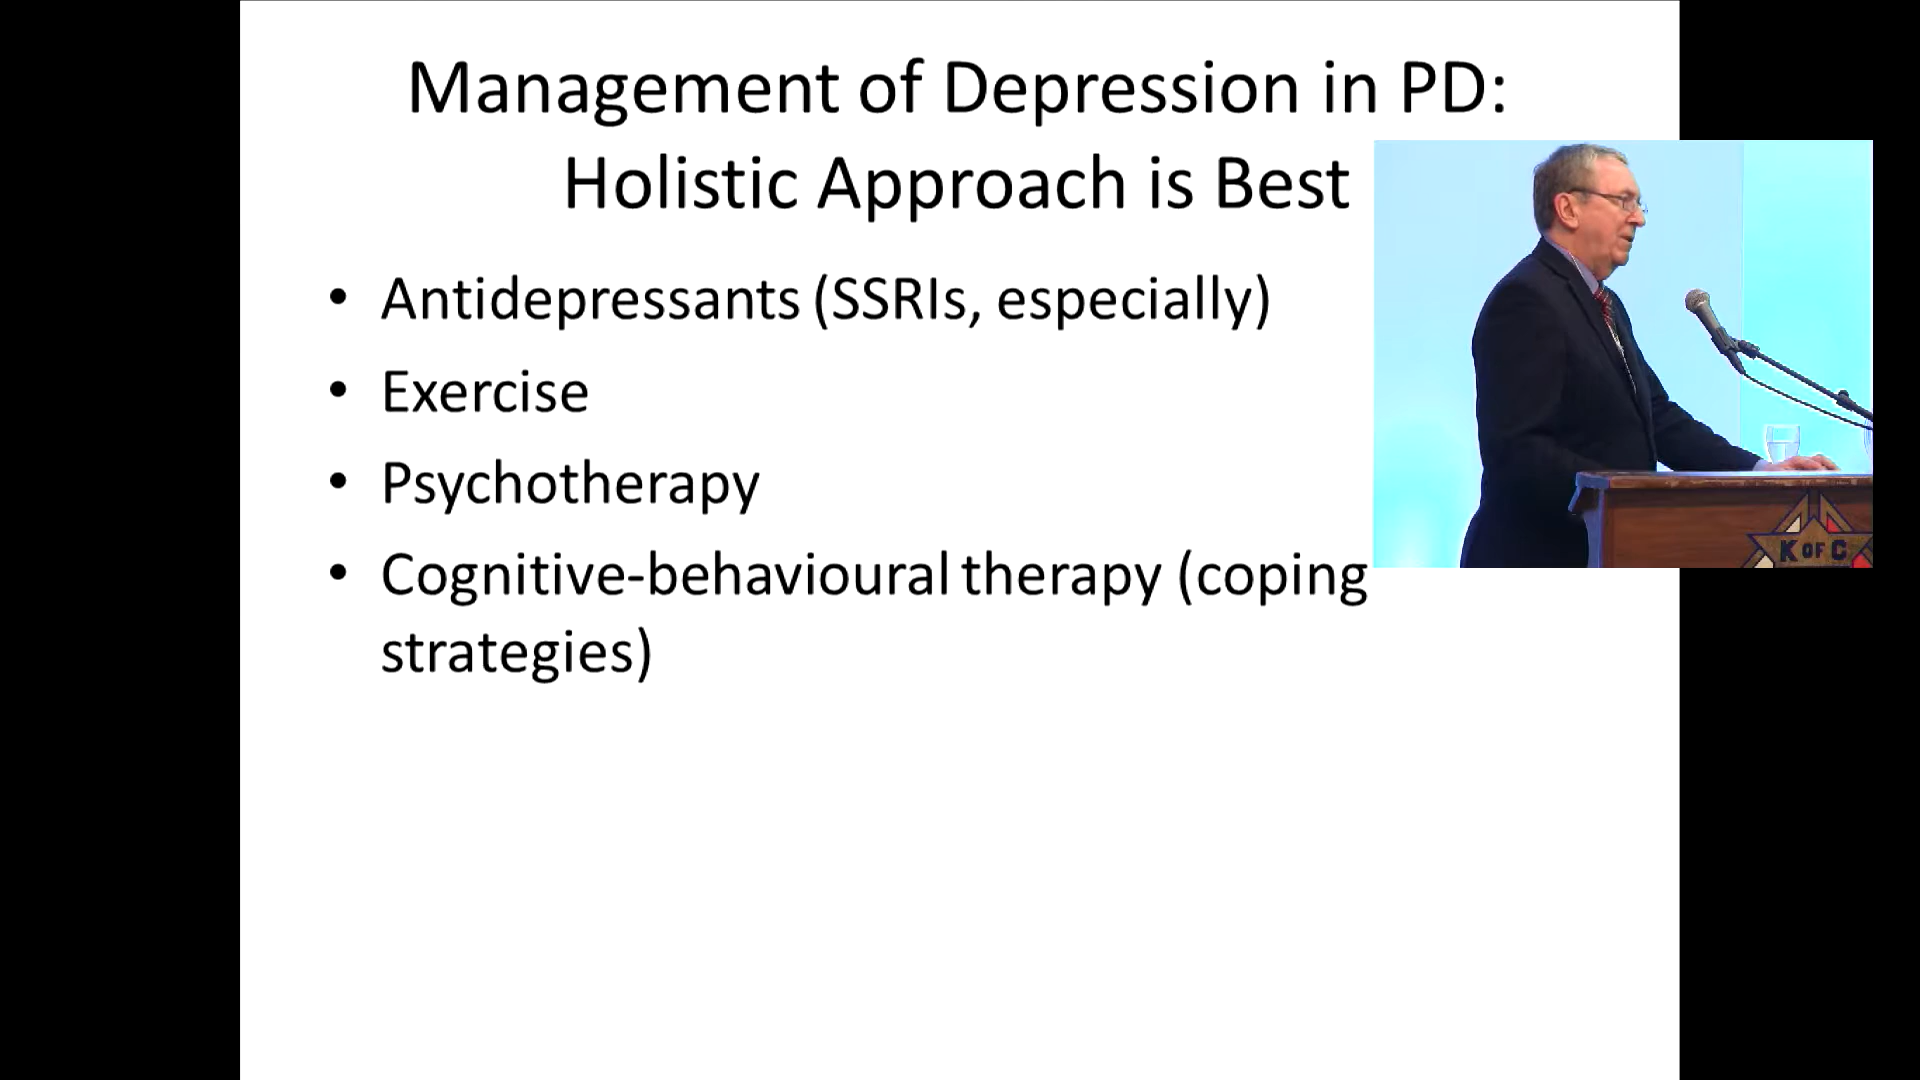 Management of Depression in PD:
Holistic Approach is Best
• Antidepressants (SSRIs, especially)
• Exercise
• Psychotherapy
• Cognitive-behavioural therapy (coping
strategies)
K OF C